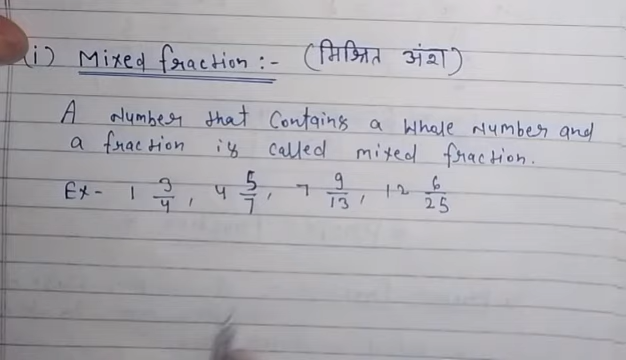 (i) Mixed fraction :- (मिश्रित अंश)
A Number that Contains a Whole Number and
a fraction is called mixed fraction.
Ex- 1 3/4, 4 5/7, 7 9/13, 12 6/25